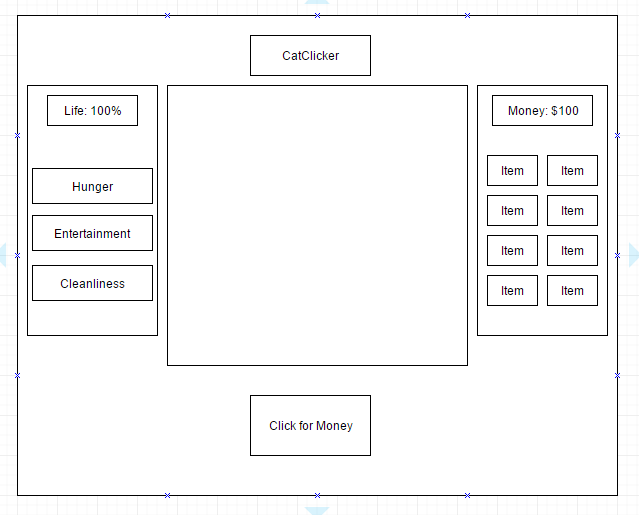 CatClicker
Life: 100%
Hunger
Entertainment
Cleanliness
Money: $100
Item Item
Item Item
Item Item
Item Item
Click for Money